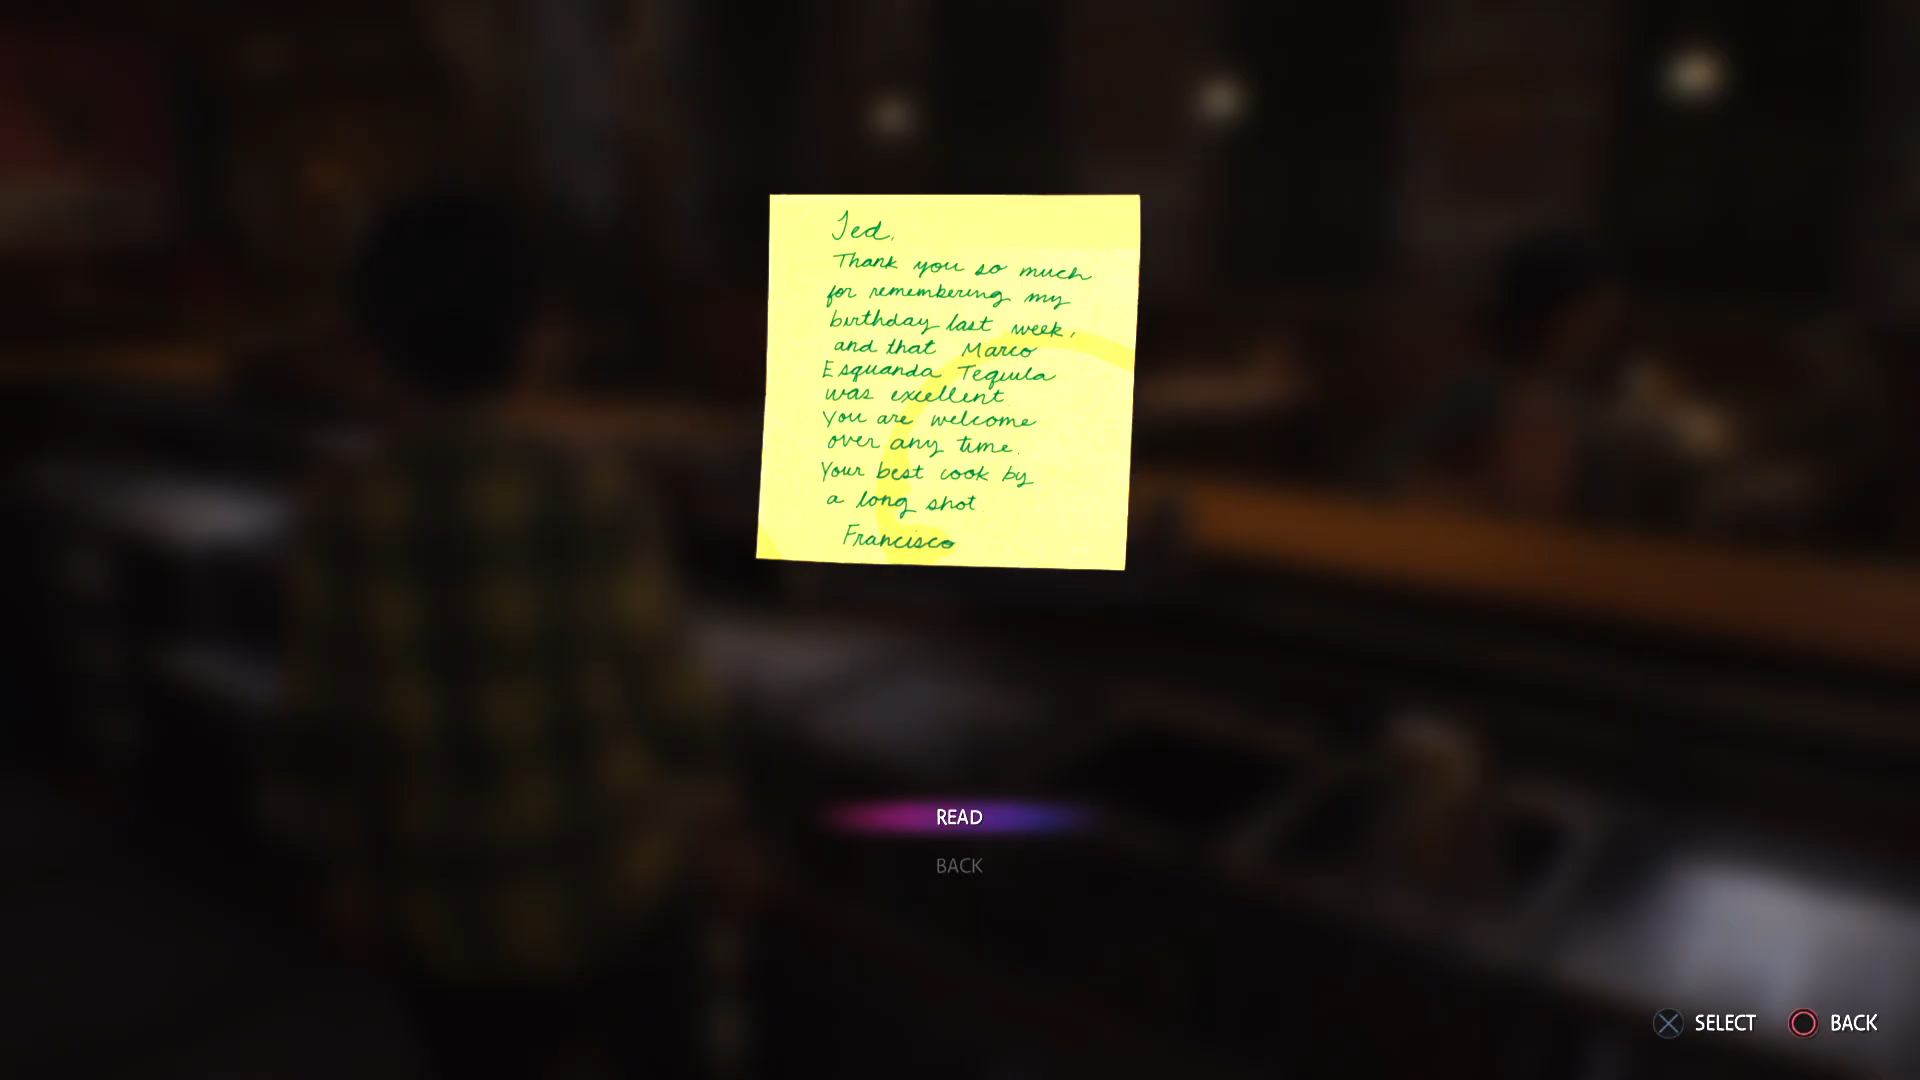 Ted,
Thank you so much
for remembering my
birthday last week,
and that Marco
Esquanda Tequila
was excellent.
You are welcome
over any time.
Your best cook by
a long shot
Francisco
READ
BACK
SELECT BACK